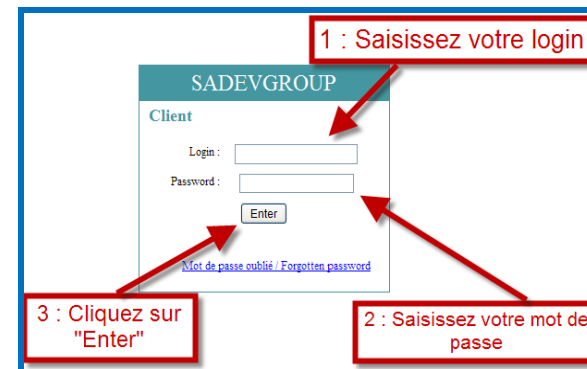 1 : Saisissez votre login
SADEVGROUP
Client
Login :
Password :
Enter
Mot de passe oublié / Forgotten password
3 : Cliquez sur
"Enter"
2 : Saisissez votre mot de
passe